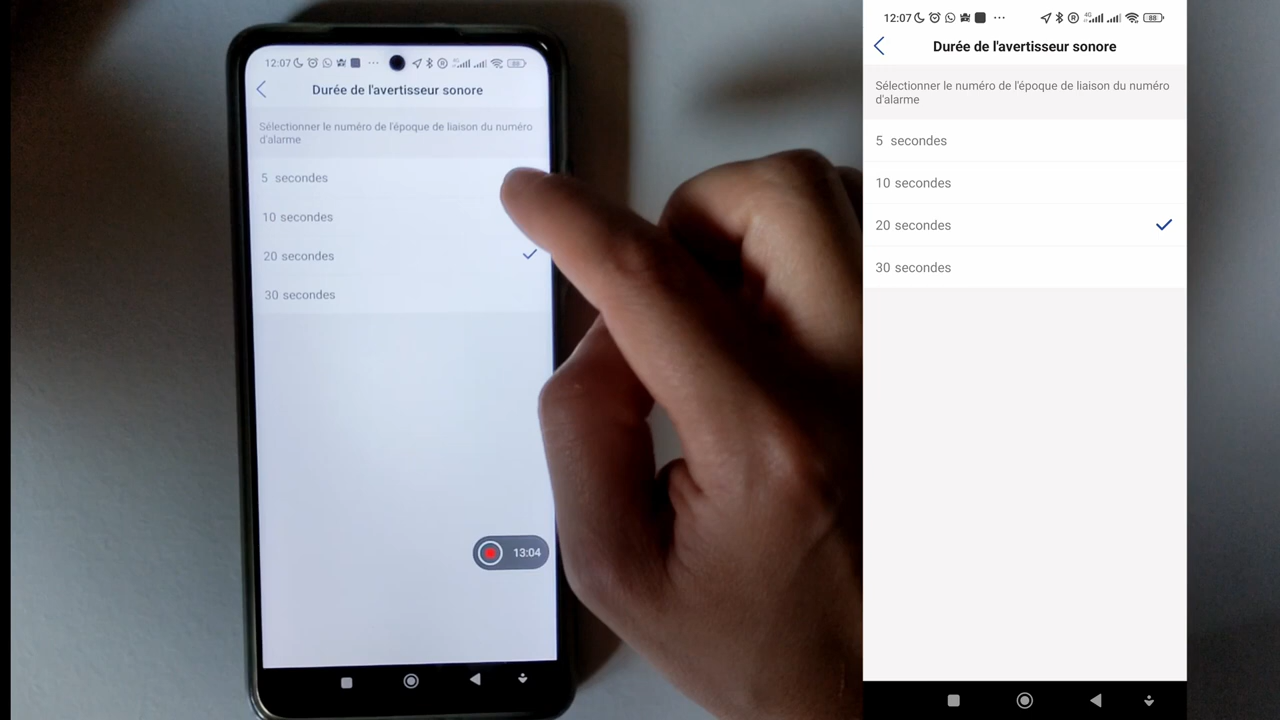 12:07
Durée de l'avertisseur sonore
Sélectionner le numéro de l'époque de liaison du numéro
d'alarme
5 secondes
10 secondes
20 secondes
30 secondes
13:04
12:07
4G
88
Durée de l'avertisseur sonore
Sélectionner le numéro de l'époque de liaison du numéro
d'alarme
5 secondes
10 secondes
20 secondes
30 secondes